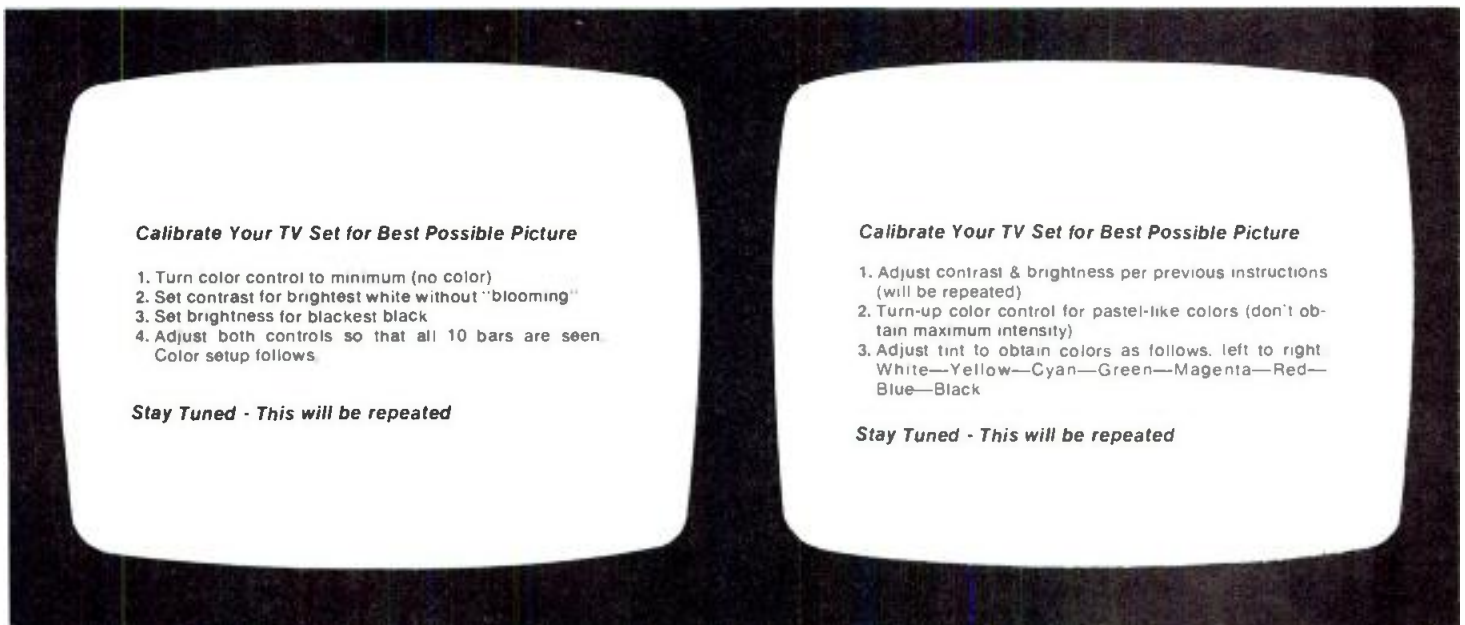 Calibrate Your TV Set for Best Possible Picture
1. Turn color control to minimum (no color)
2. Set contrast for brightest white without "blooming"
3. Set brightness for blackest black
4. Adjust both controls so that all 10 bars are seen
Color setup follows
Stay Tuned - This will be repeated
Calibrate Your TV Set for Best Possible Picture
1. Adjust contrast & brightness per previous instructions
(will be repeated)
2. Turn-up color control for pastel-like colors (don't ob-
tain maximum intensity)
3. Adjust tint to obtain colors as follows. left to right
White—Yellow—Cyan—Green—Magenta—Red—
Blue—Black
Stay Tuned - This will be repeated